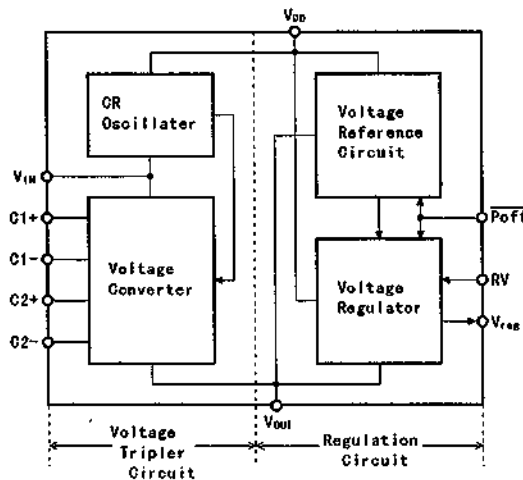 VDD
CR
Oscillater
Voltage
Reference
Circuit
VIN
C1+
C1-
C2+
C2-
Voltage
Converter
Voltage
Regulator
Poff
RV
Vreg
VOUT
Voltage
Tripler
Circuit
Regulation
Circuit